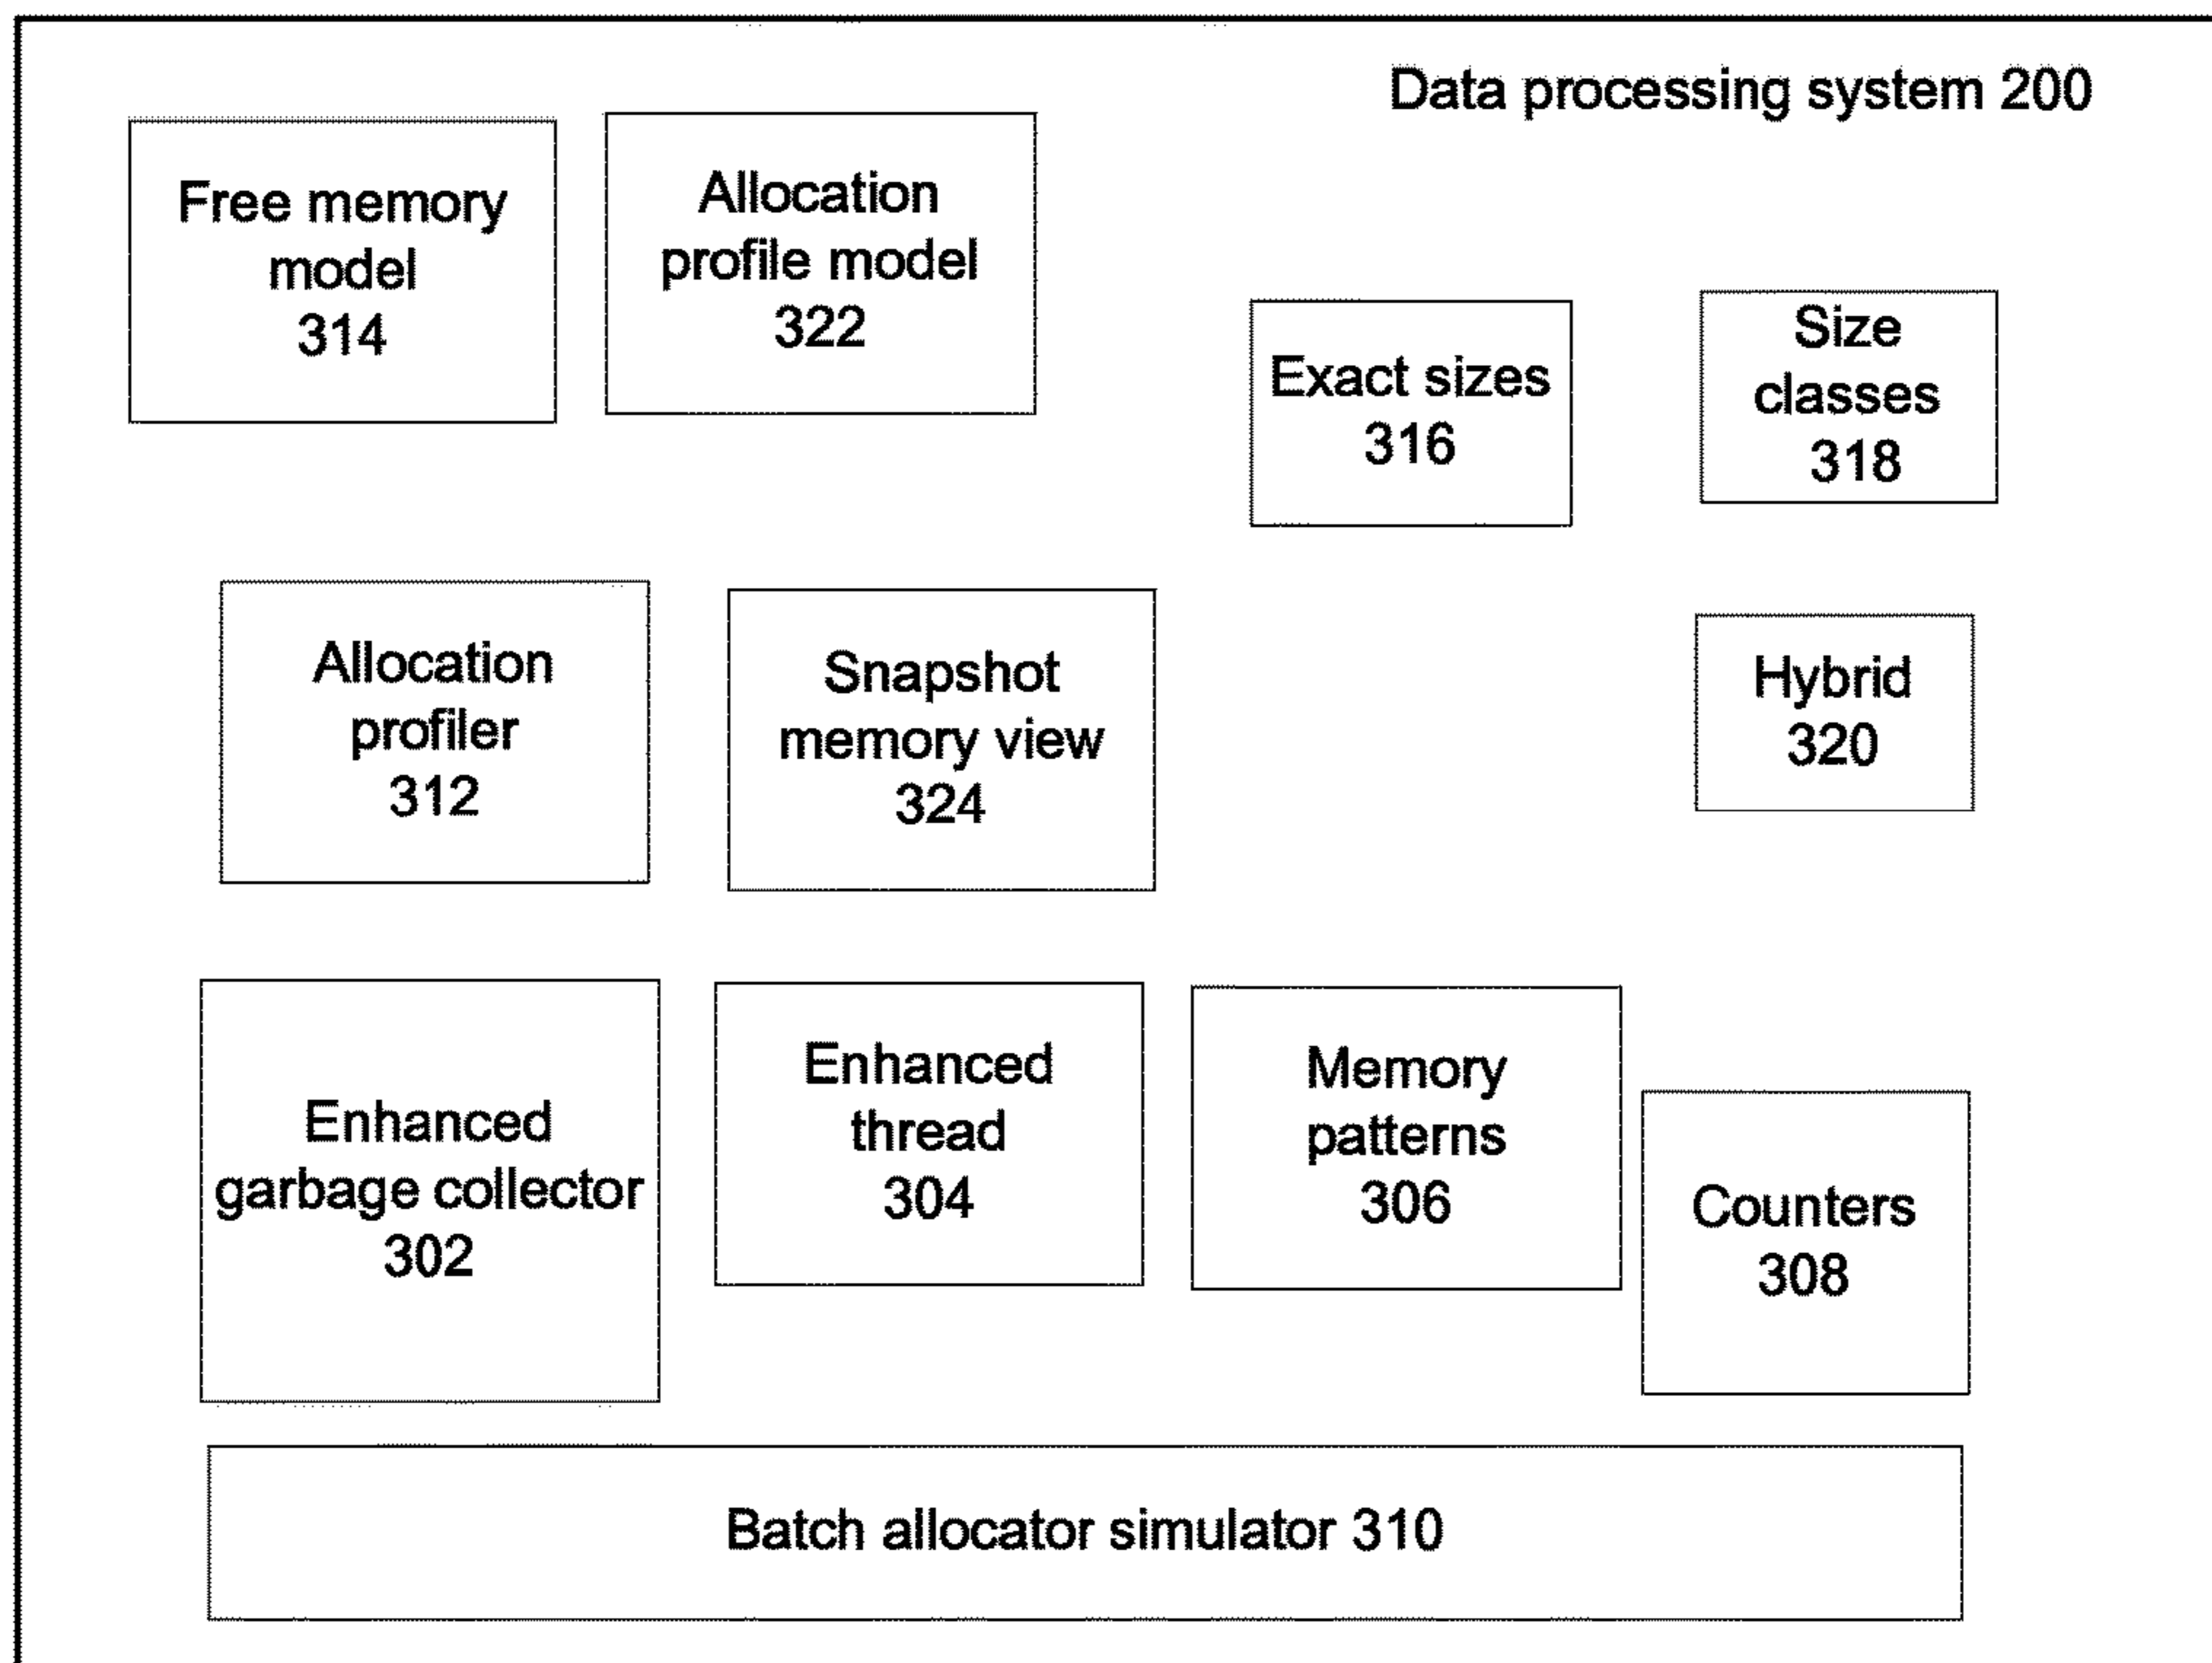 Data processing system 200
Free memory
model
314
Allocation
profile model
322
Exact sizes
316
Size
classes
318
Allocation
profiler
312
Snapshot
memory view
324
Hybrid
320
Enhanced
garbage collector
302
Enhanced
thread
304
Memory
patterns
306
Counters
308
Batch allocator simulator 310